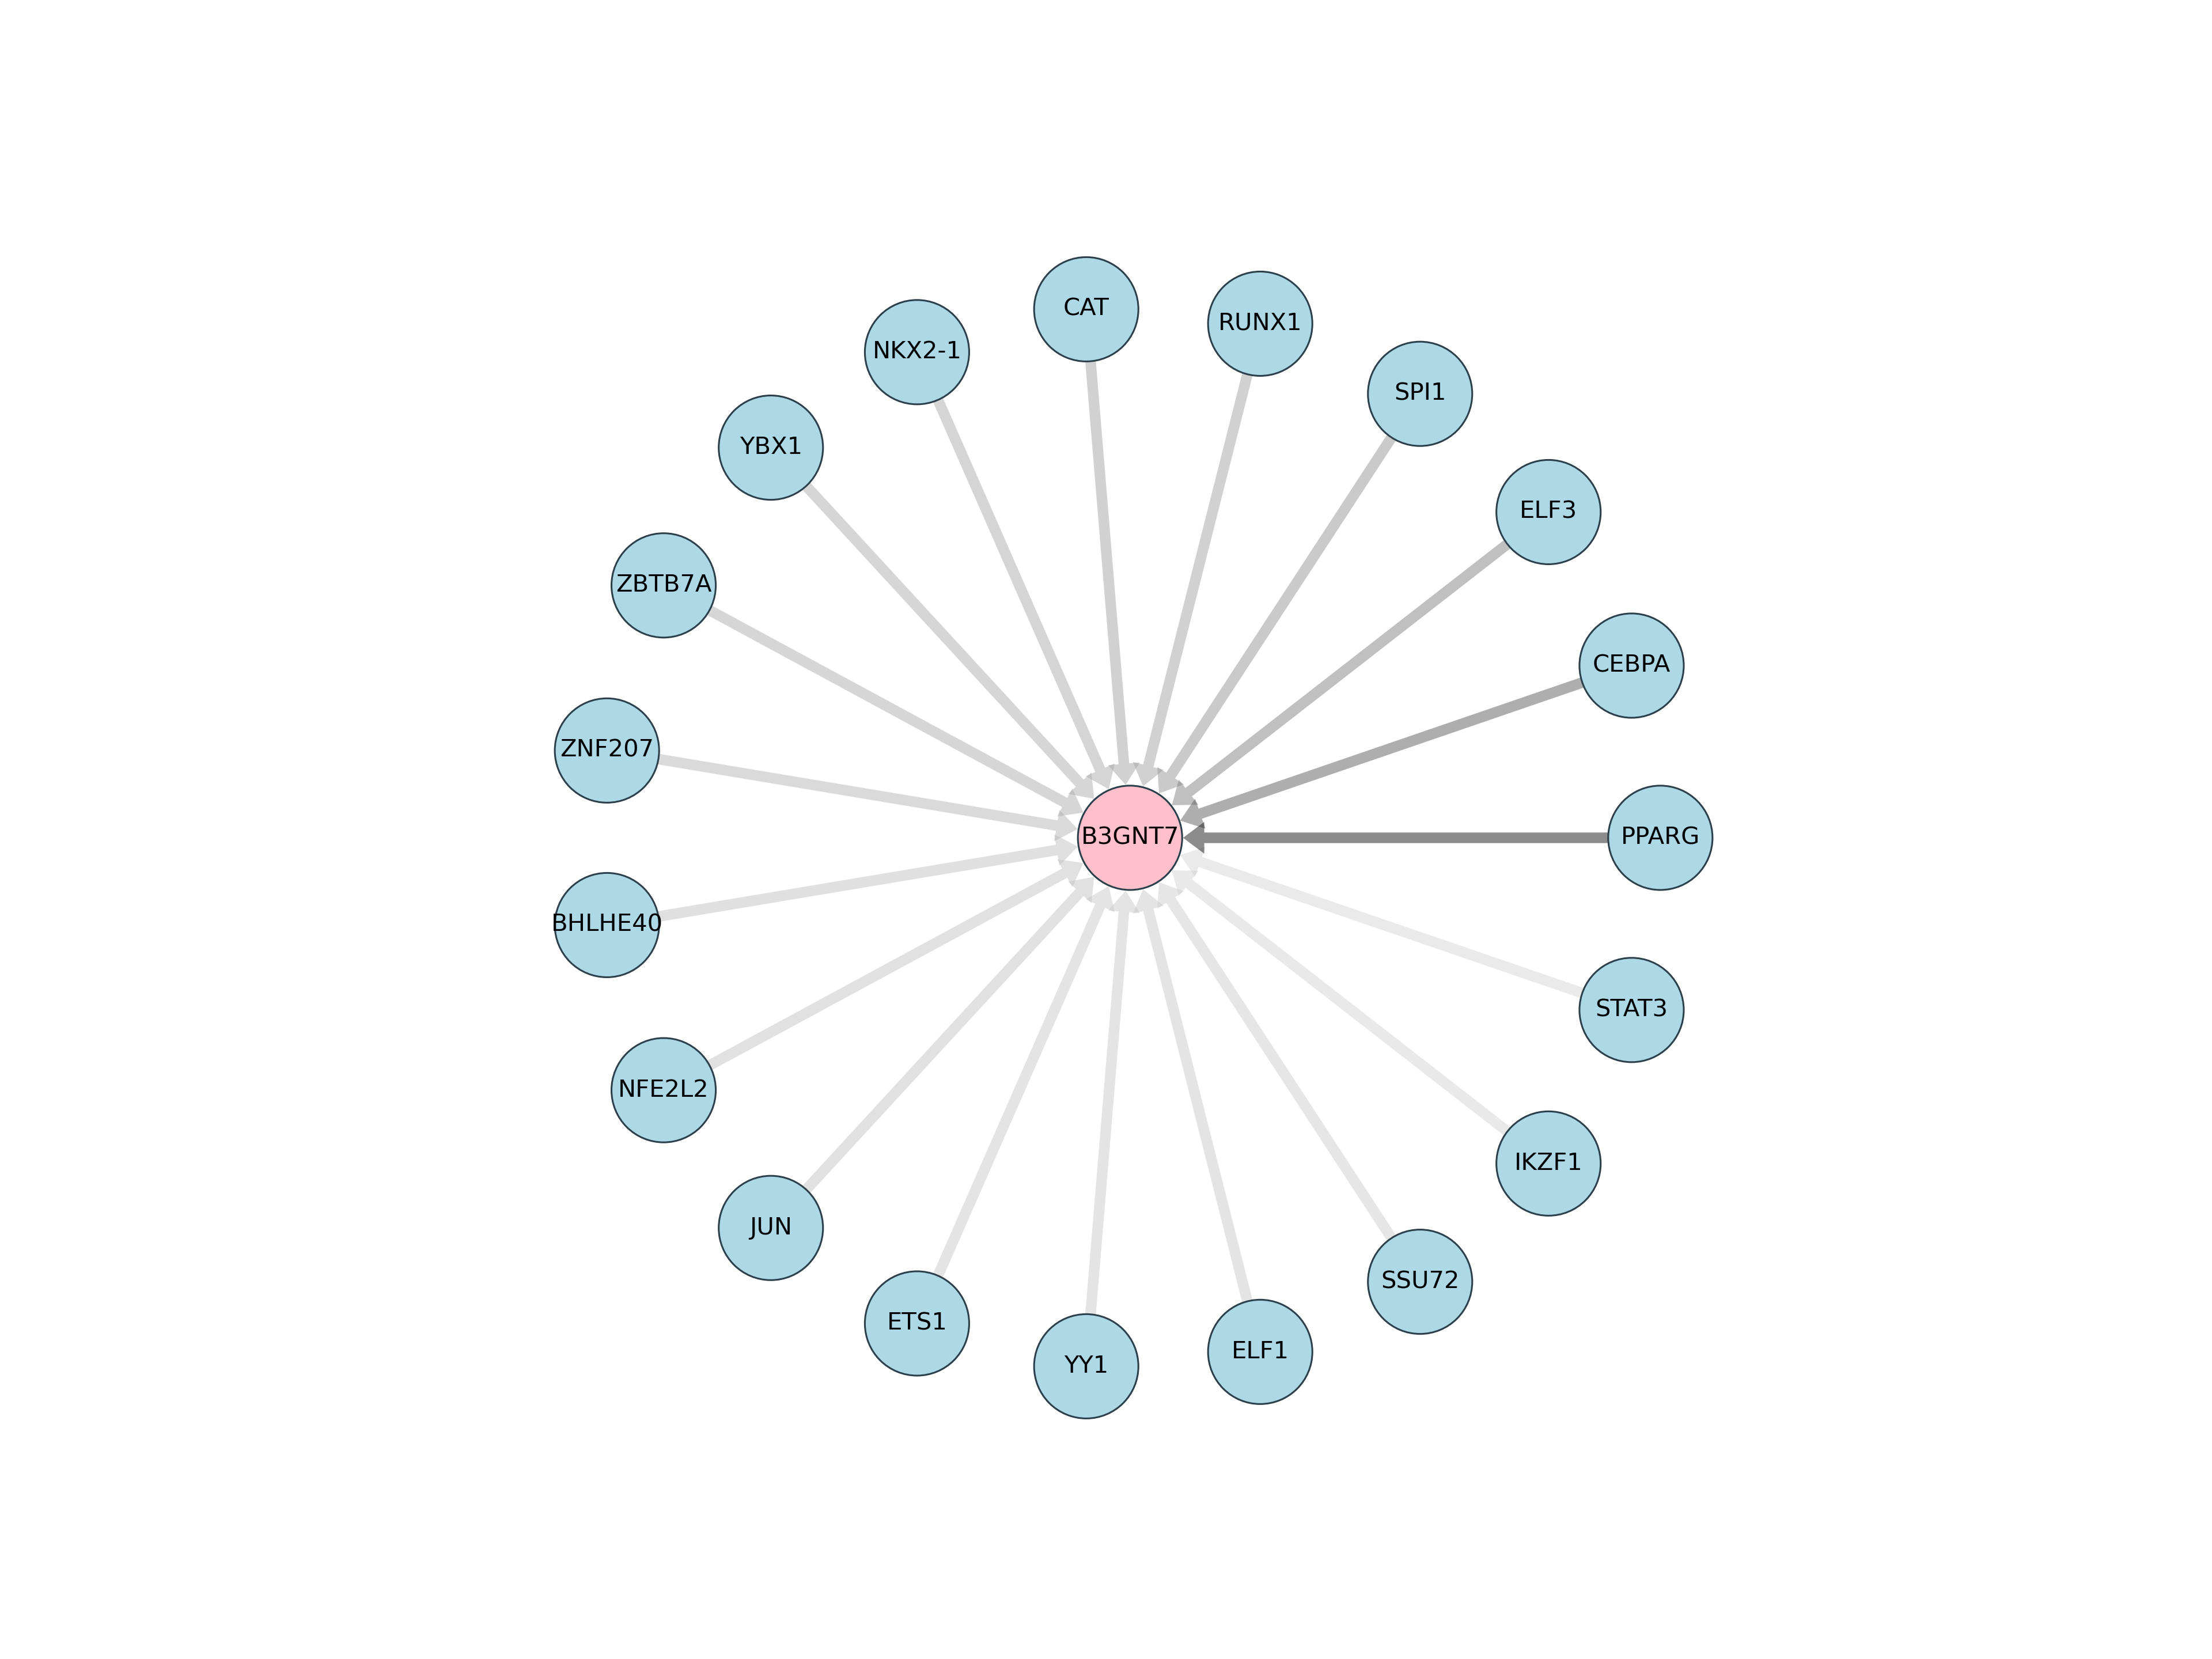 CAT
RUNX1
NKX2-1
SPI1
YBX1
ELF3
ZBTB7A
CEBPA
ZNF207
B3GNT7
PPARG
BHLHE40
STAT3
NFE2L2
IKZF1
JUN
SSU72
ETS1
ELF1
YY1